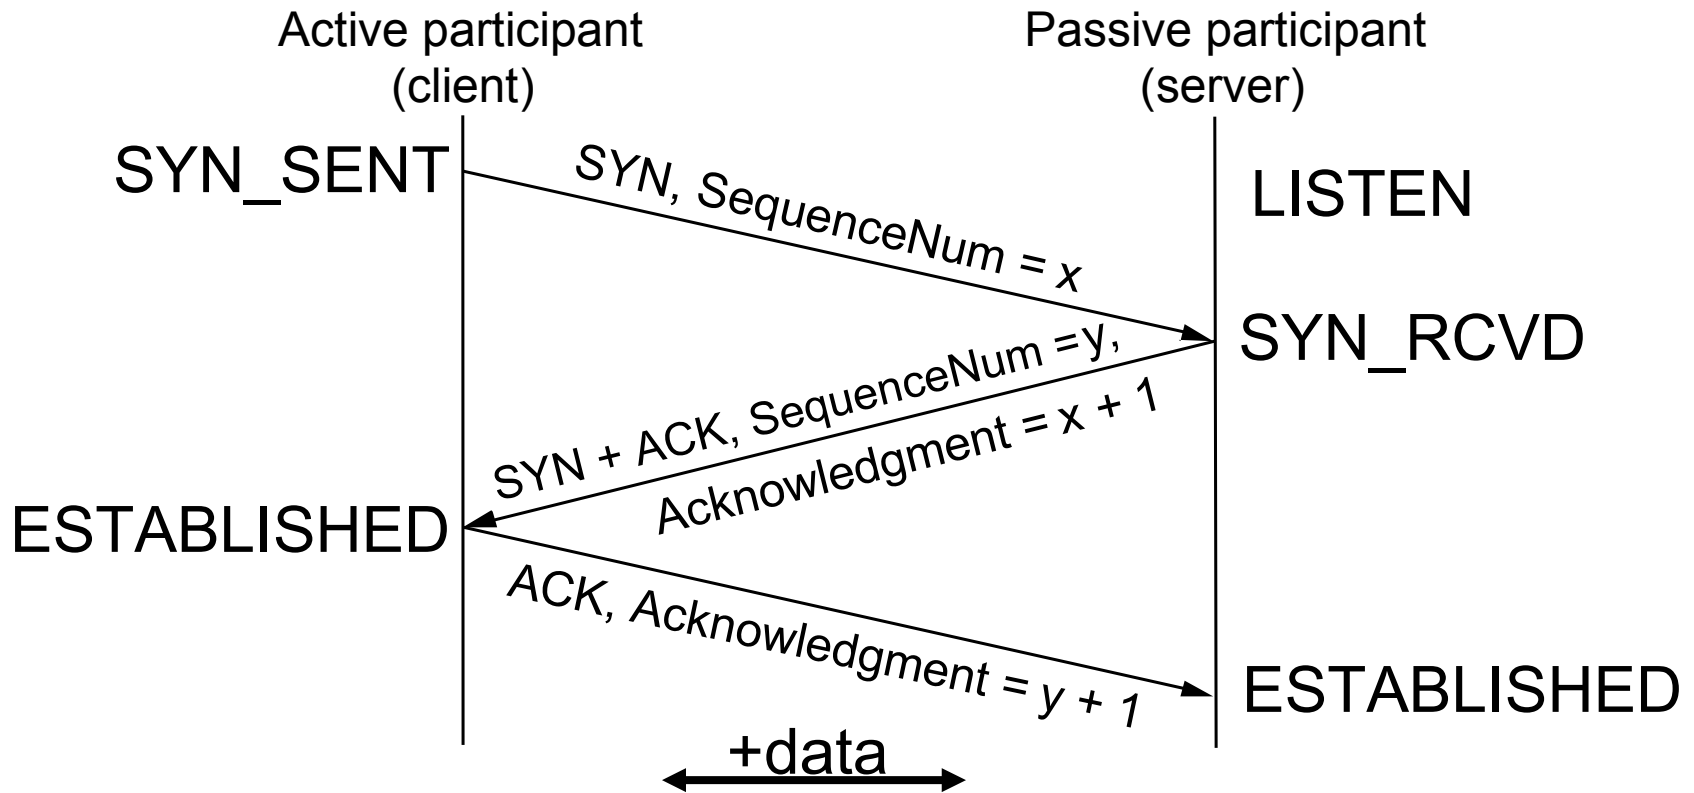 Active participant
(client)
Passive participant
(server)
SYN_SENT
SYN, SequenceNum = x
LISTEN
SYN_RCVD
SYN + ACK, SequenceNum =y,
Acknowledgment = x + 1
ESTABLISHED
ACK, Acknowledgment = y + 1
ESTABLISHED
+data